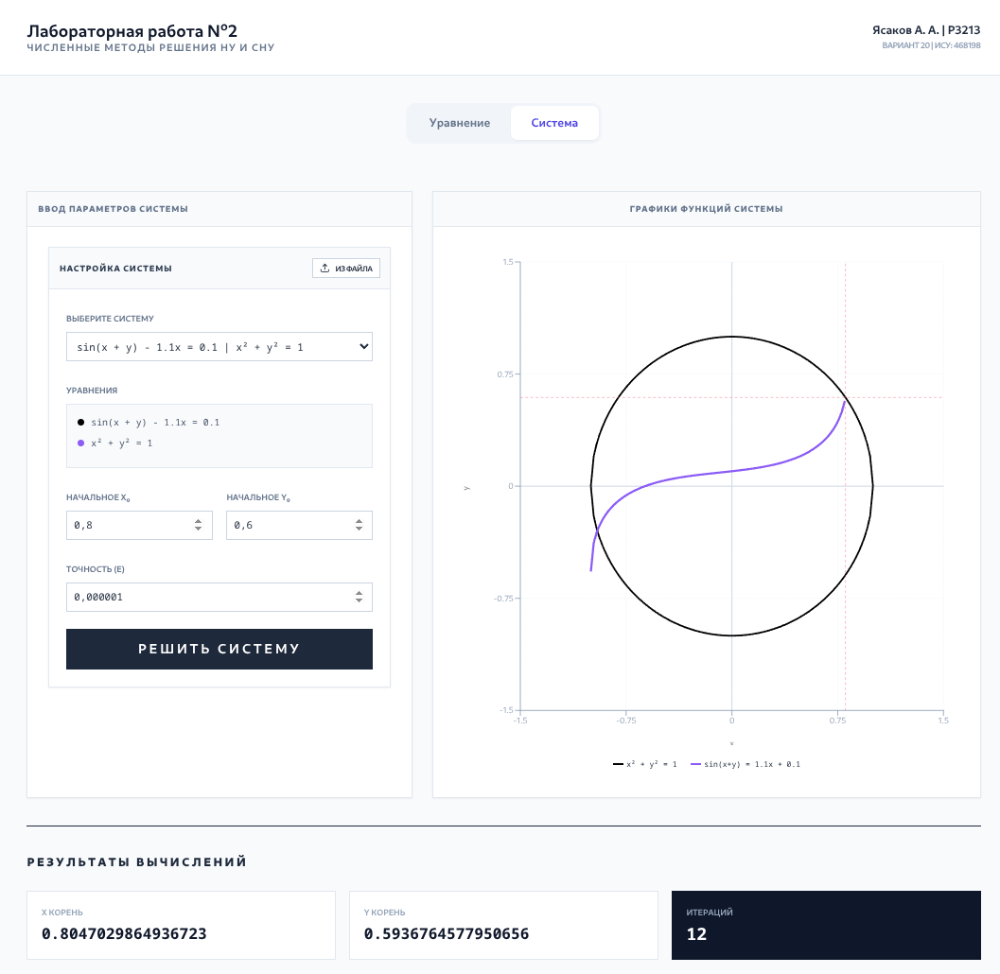 Лабораторная работа №2
ЧИСЛЕННЫЕ МЕТОДЫ РЕШЕНИЯ НУ И СНУ
Ясаков А. А. | P3213
ВАРИАНТ 20 | ИСУ: 468198
Уравнение
Система
ВВОД ПАРАМЕТРОВ СИСТЕМЫ
НАСТРОЙКА СИСТЕМЫ
ИЗ ФАЙЛА
ВЫБЕРИТЕ СИСТЕМУ
sin(x + y) - 1.1x = 0.1 | x² + y² = 1
УРАВНЕНИЯ
sin(x + y) - 1.1x = 0.1
x² + y² = 1
НАЧАЛЬНОЕ X₀
НАЧАЛЬНОЕ Y₀
0,8
0,6
ТОЧНОСТЬ (E)
0,000001
РЕШИТЬ СИСТЕМУ
ГРАФИКИ ФУНКЦИЙ СИСТЕМЫ
1.5
0.75
0
-0.75
-1.5
y
-1.5
-0.75
0
0.75
1.5
x
x² + y² = 1
sin(x+y) = 1.1x + 0.1
РЕЗУЛЬТАТЫ ВЫЧИСЛЕНИЙ
X КОРЕНЬ
0.8047029864936723
Y КОРЕНЬ
0.5936764577950656
ИТЕРАЦИЙ
12